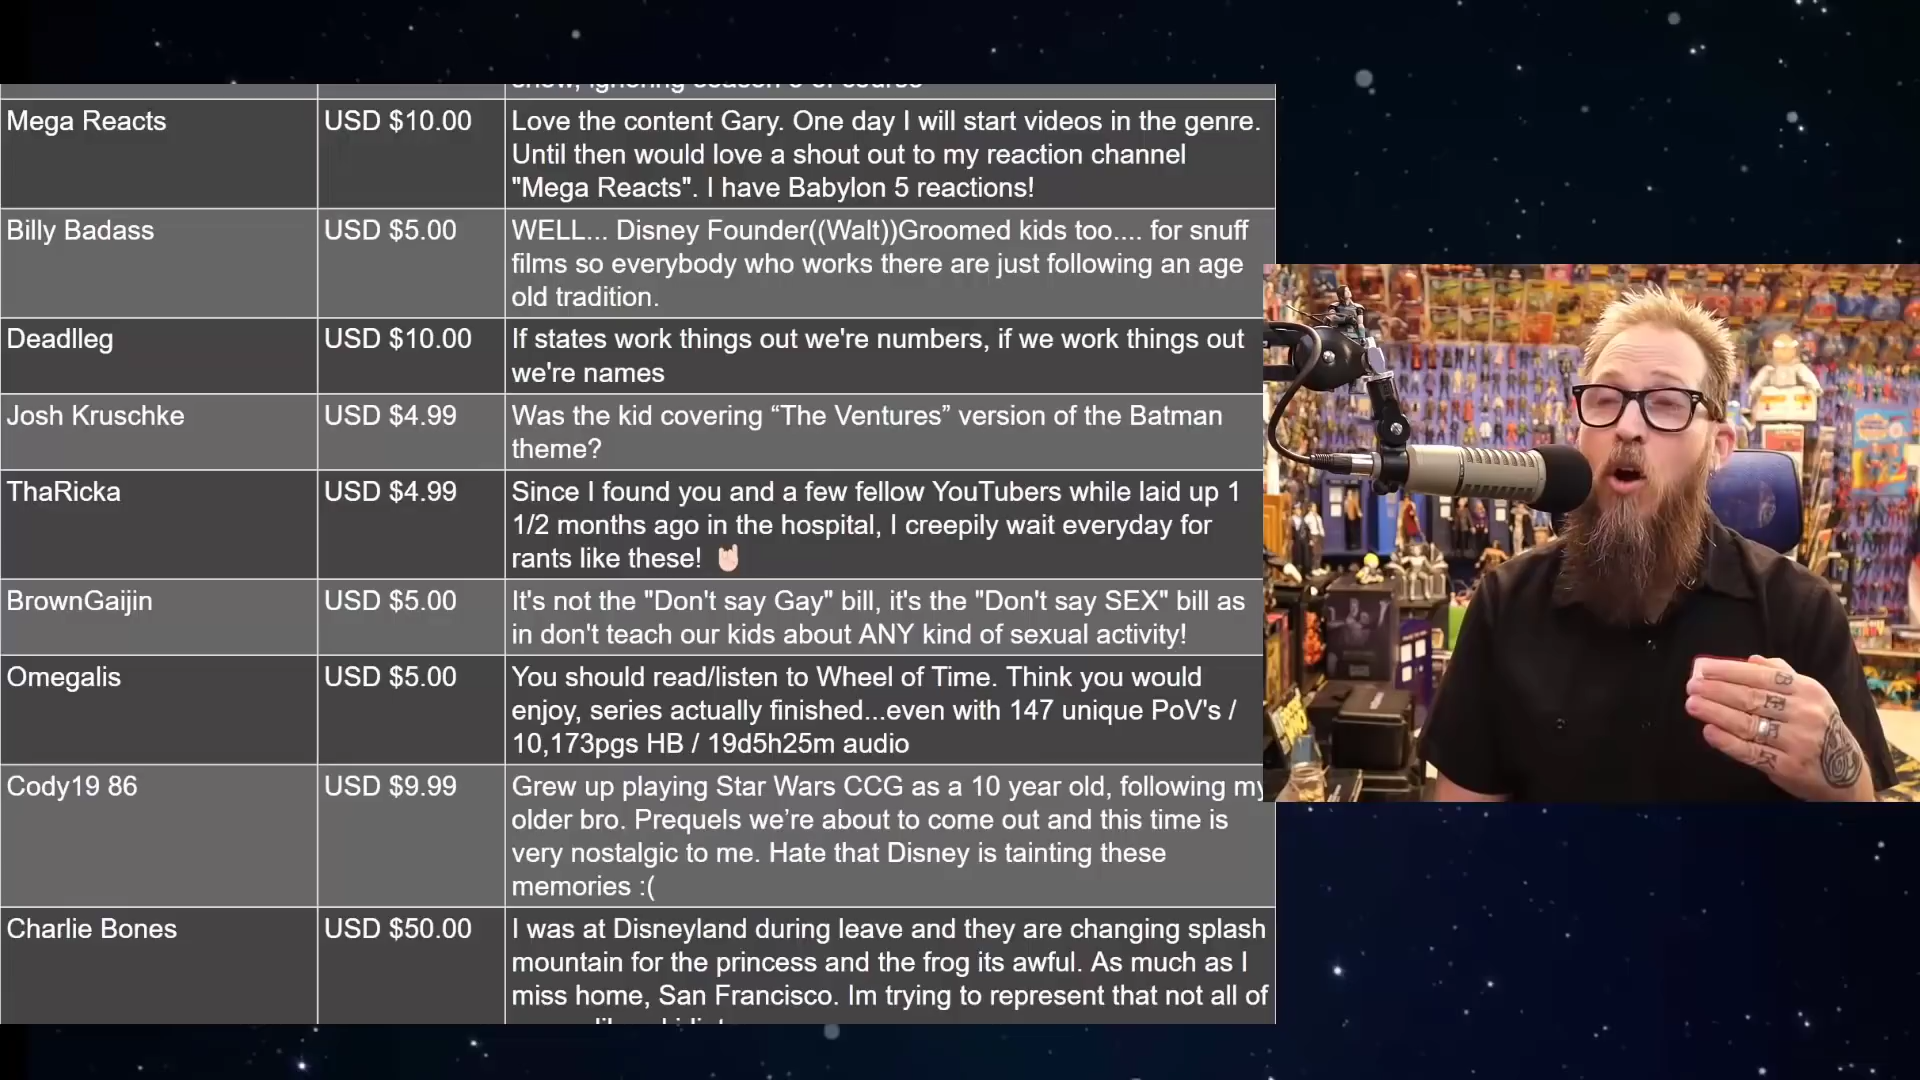 Mega Reacts
USD $10.00
Love the content Gary. One day I will start videos in the genre.
Until then would love a shout out to my reaction channel
"Mega Reacts". I have Babylon 5 reactions!
Billy Badass
USD $5.00
WELL... Disney Founder((Walt))Groomed kids too.... for snuff
films so everybody who works there are just following an age
old tradition.
Deadlleg
USD $10.00
If states work things out we're numbers, if we work things out
we're names
Josh Kruschke
USD $4.99
Was the kid covering “The Ventures” version of the Batman
theme?
ThaRicka
USD $4.99
Since I found you and a few fellow YouTubers while laid up 1
1/2 months ago in the hospital, I creepily wait everyday for
rants like these! 🤘🏻
BrownGaijin
USD $5.00
It's not the "Don't say Gay" bill, it's the "Don't say SEX" bill as
in don't teach our kids about ANY kind of sexual activity!
Omegalis
USD $5.00
You should read/listen to Wheel of Time. Think you would
enjoy, series actually finished...even with 147 unique PoV's /
10,173pgs HB / 19d5h25m audio
Cody19 86
USD $9.99
Grew up playing Star Wars CCG as a 10 year old, following my
older bro. Prequels we’re about to come out and this time is
very nostalgic to me. Hate that Disney is tainting these
memories :(
Charlie Bones
USD $50.00
I was at Disneyland during leave and they are changing splash
mountain for the princess and the frog its awful. As much as I
miss home, San Francisco. Im trying to represent that not all of